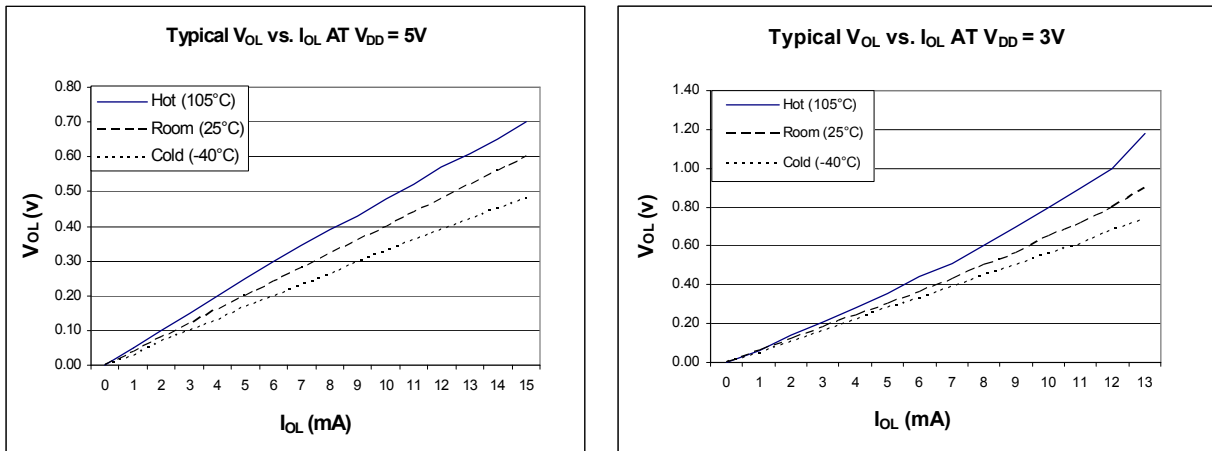 Typical VOL vs. IOL AT VDD = 5V
0.80
0.70
0.60
0.50
0.40
0.30
0.20
0.10
0.00
Hot (105°C)
Room (25°C)
Cold (-40°C)
VOL (v)
0 1 2 3 4 5 6 7 8 9 10 11 12 13 14 15
IOL (mA)
Typical VOL vs. IOL AT VDD = 3V
1.40
1.20
1.00
0.80
0.60
0.40
0.20
0.00
Hot (105°C)
Room (25°C)
Cold (-40°C)
VOL (v)
0 1 2 3 4 5 6 7 8 9 10 11 12 13
IOL (mA)